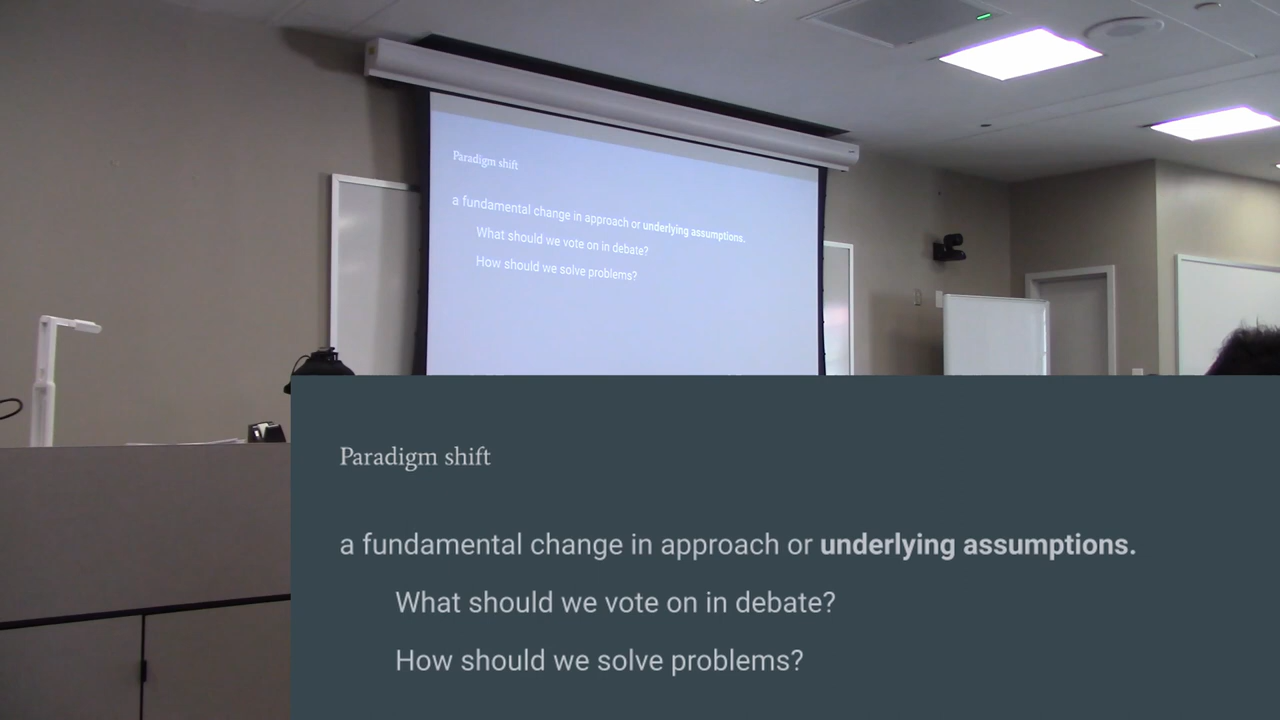 Paradigm shift
a fundamental change in approach or underlying assumptions.
What should we vote on in debate?
How should we solve problems?
Paradigm shift
a fundamental change in approach or underlying assumptions.
What should we vote on in debate?
How should we solve problems?